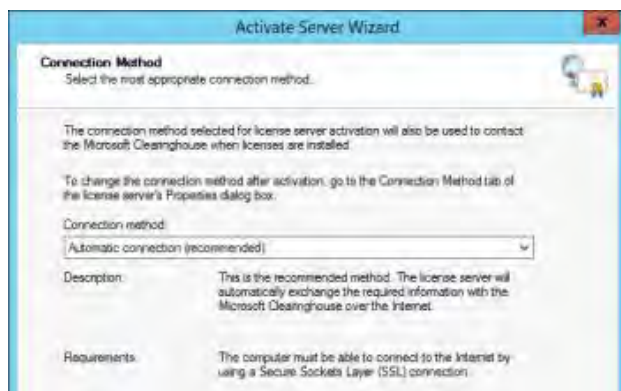 Activate Server Wizard
Connection Method
Select the most appropriate connection method.
The connection method selected for license server activation will also be used to contact
the Microsoft Clearinghouse when licenses are installed.
To change the connection method after activation, go to the Connection Method tab of
the license server's Properties dialog box.
Connection method:
Automatic connection (recommended)
Description:
This is the recommended method. The license server will
automatically exchange the required information with the
Microsoft Clearinghouse over the Internet.
Requirements:
The computer must be able to connect to the Internet by
using a Secure Sockets Layer (SSL) connection.